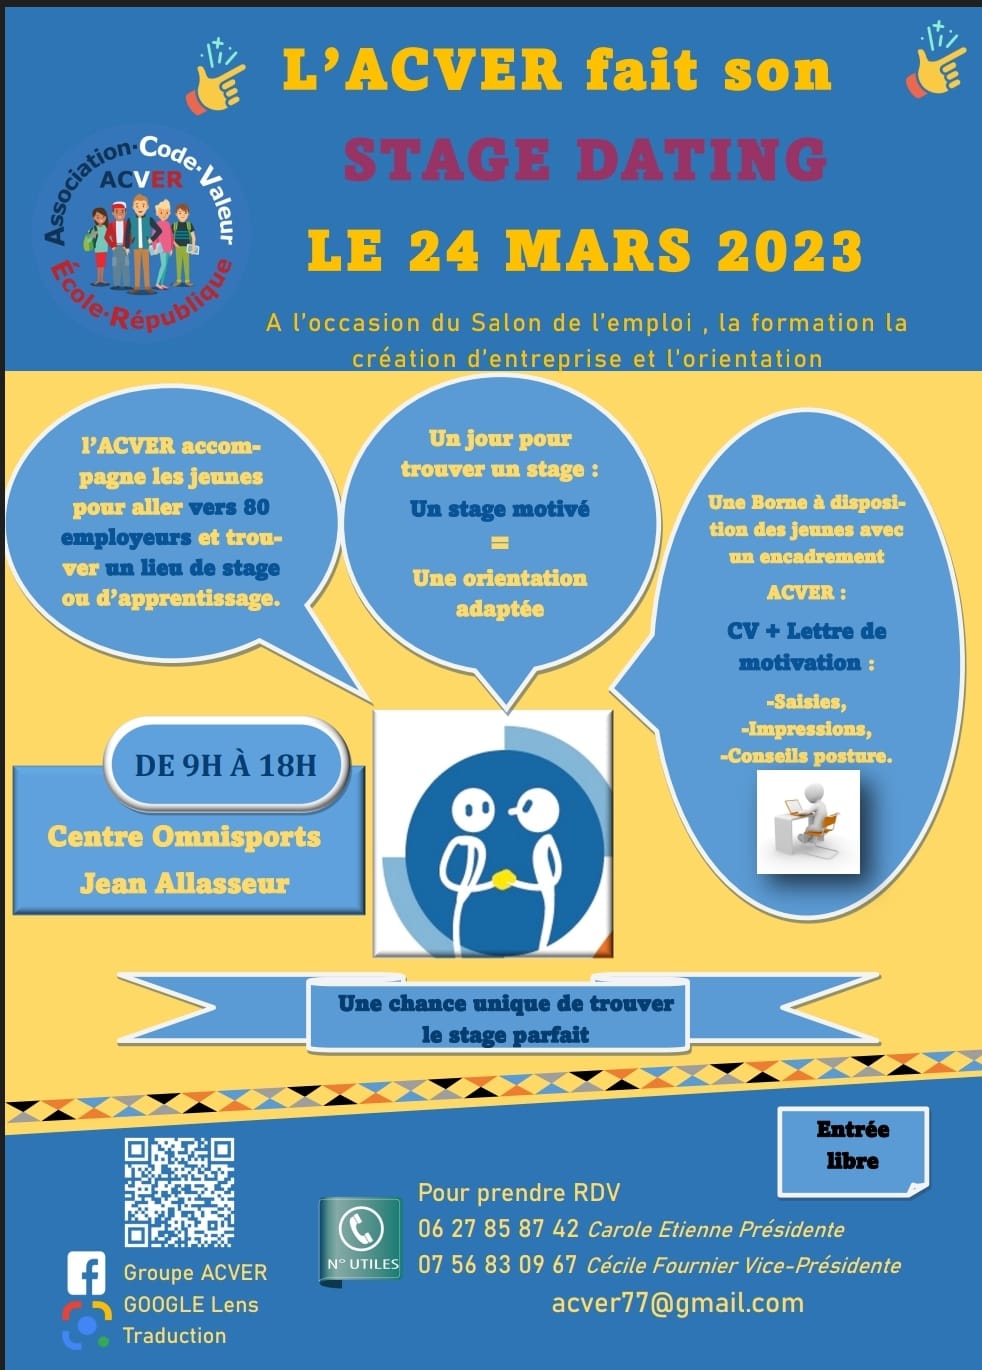 L'ACVER fait son
STAGE DATING
LE 24 MARS 2023
Association·Code·Valeur
ACVER
École·République
A l'occasion du Salon de l'emploi , la formation la
création d'entreprise et l'orientation
l'ACVER accom-
pagne les jeunes
pour aller vers 80
employeurs et trou-
ver un lieu de stage
ou d'apprentissage.
Un jour pour
trouver un stage :
Un stage motivé
=
Une orientation
adaptée
Une Borne à disposi-
tion des jeunes avec
un encadrement
ACVER :
CV + Lettre de
motivation :
-Saisies,
-Impressions,
-Conseils posture.
DE 9H À 18H
Centre Omnisports
Jean Allasseur
Une chance unique de trouver
le stage parfait
Entrée
libre
Groupe ACVER
GOOGLE Lens
Traduction
N° UTILES
Pour prendre RDV
06 27 85 87 42 Carole Etienne Présidente
07 56 83 09 67 Cécile Fournier Vice-Présidente
acver77@gmail.com